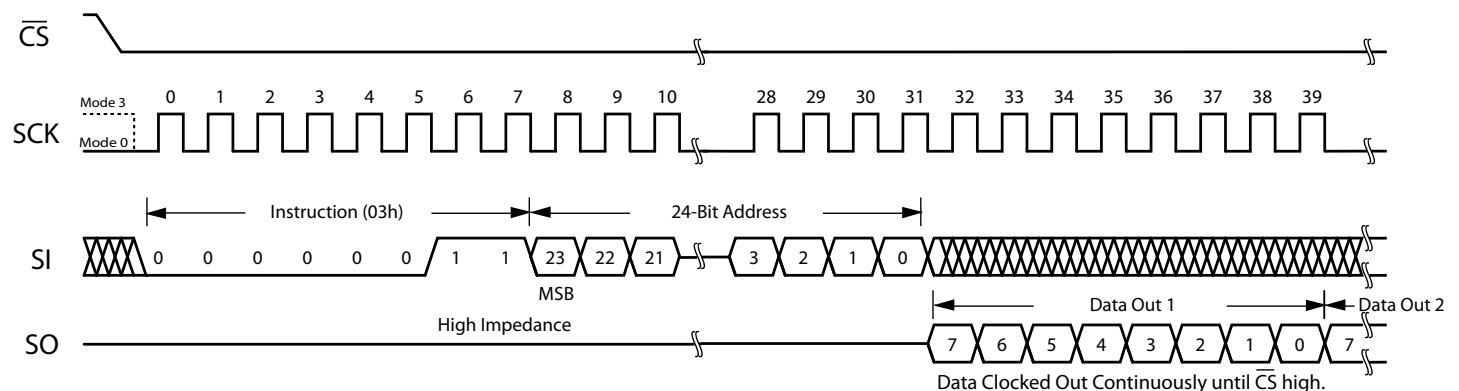 CS
Mode 3
0 1 2 3 4 5 6 7 8 9 10 28 29 30 31 32 33 34 35 36 37 38 39
SCK
Mode 0
Instruction (03h) 24-Bit Address
SI 0 0 0 0 0 0 1 1 23 22 21 3 2 1 0
MSB
Data Out 1 Data Out 2
High Impedance
SO 7 6 5 4 3 2 1 0 7
Data Clocked Out Continuously until CS high.